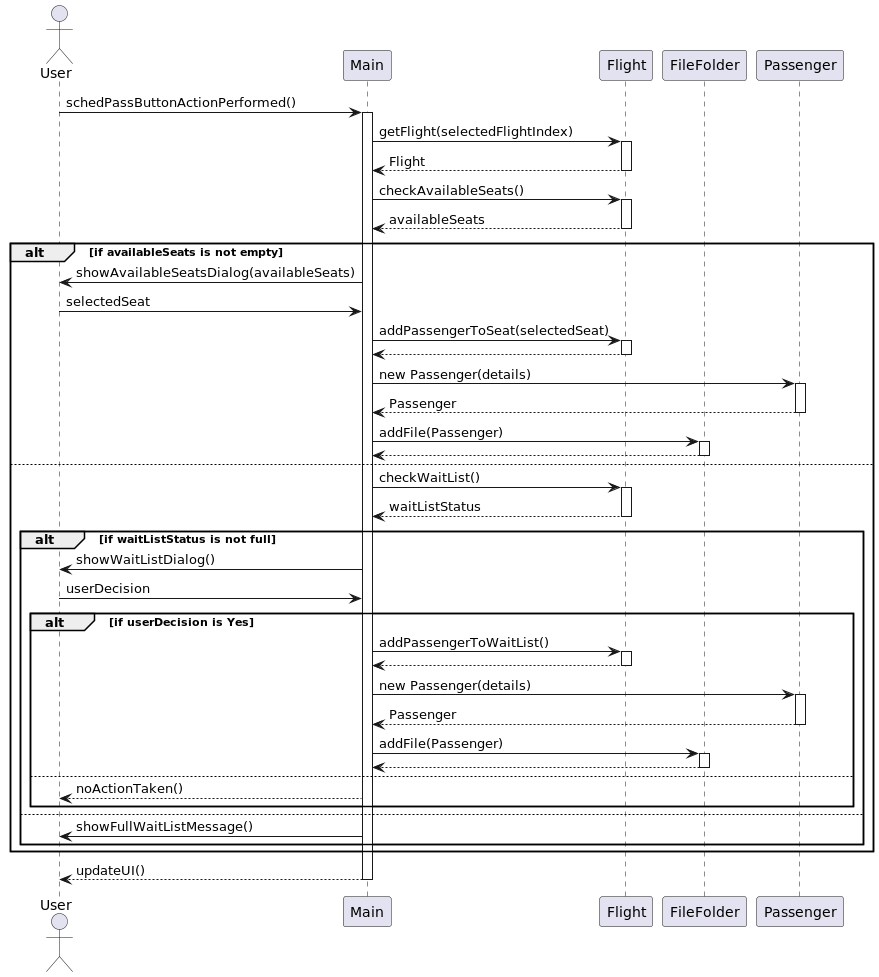 User
Main
Flight
FileFolder
Passenger
schedPassButtonActionPerformed()
getFlight(selectedFlightIndex)
Flight
checkAvailableSeats()
availableSeats
alt
[if availableSeats is not empty]
showAvailableSeatsDialog(availableSeats)
selectedSeat
addPassengerToSeat(selectedSeat)
new Passenger(details)
Passenger
addFile(Passenger)
checkWaitList()
waitListStatus
alt
[if waitListStatus is not full]
showWaitListDialog()
userDecision
alt
[if userDecision is Yes]
addPassengerToWaitList()
new Passenger(details)
Passenger
addFile(Passenger)
noActionTaken()
showFullWaitListMessage()
updateUI()
User
Main
Flight
FileFolder
Passenger